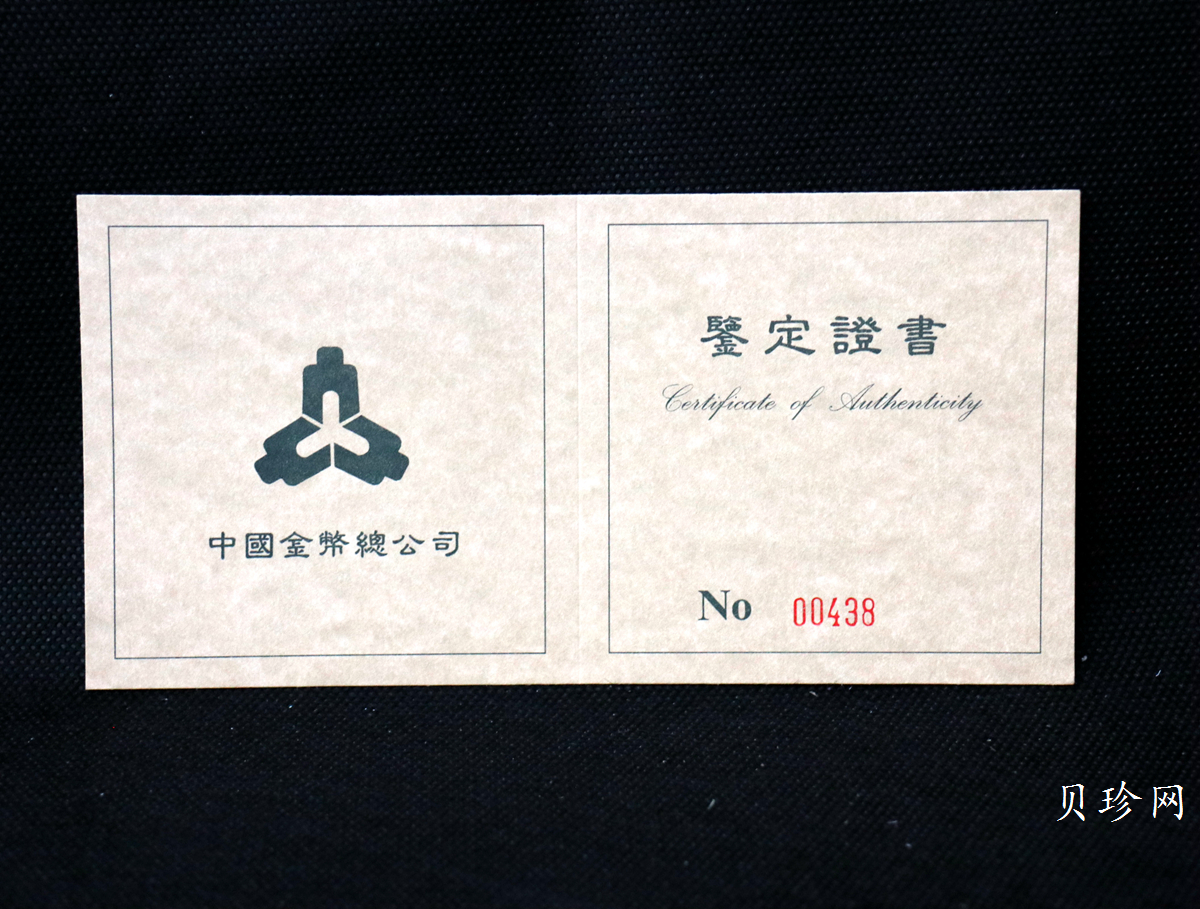 中國金幣總公司
鑒定證書
Certificate of Authenticity
No 00438
贝珍网